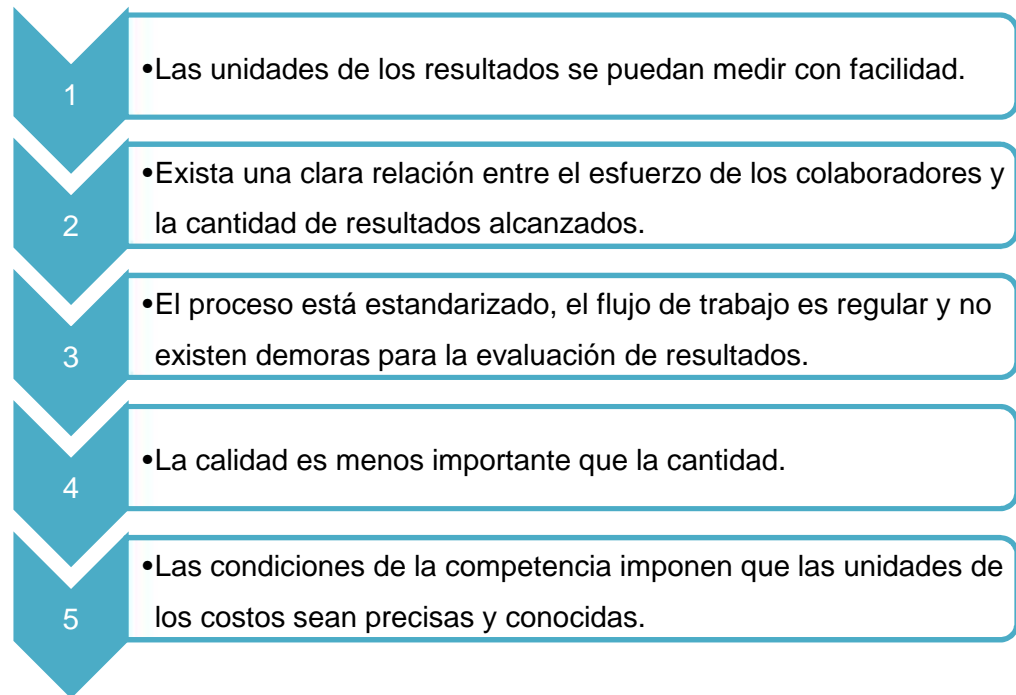 1
•Las unidades de los resultados se puedan medir con facilidad.
2
•Exista una clara relación entre el esfuerzo de los colaboradores y
la cantidad de resultados alcanzados.
3
•El proceso está estandarizado, el flujo de trabajo es regular y no
existen demoras para la evaluación de resultados.
4
•La calidad es menos importante que la cantidad.
5
•Las condiciones de la competencia imponen que las unidades de
los costos sean precisas y conocidas.